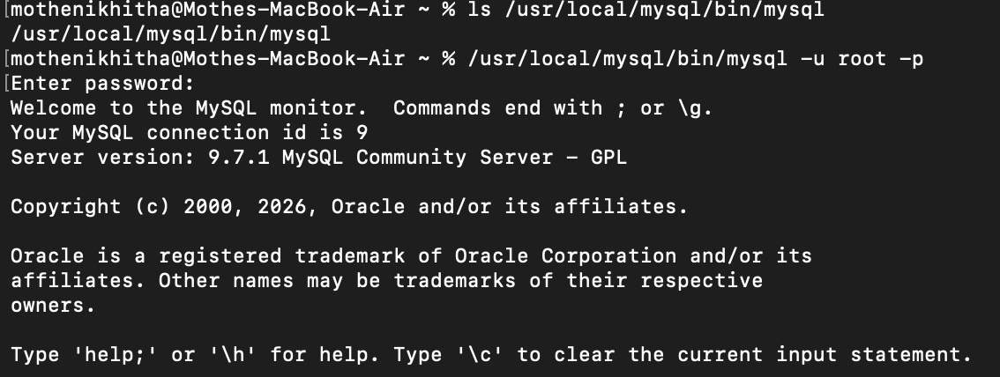 [mothenikhitha@Mothes-MacBook-Air ~ % ls /usr/local/mysql/bin/mysql
/usr/local/mysql/bin/mysql
[mothenikhitha@Mothes-MacBook-Air ~ % /usr/local/mysql/bin/mysql -u root -p
[Enter password:
Welcome to the MySQL monitor.  Commands end with ; or \g.
Your MySQL connection id is 9
Server version: 9.7.1 MySQL Community Server - GPL

Copyright (c) 2000, 2026, Oracle and/or its affiliates.

Oracle is a registered trademark of Oracle Corporation and/or its
affiliates. Other names may be trademarks of their respective
owners.

Type 'help;' or '\h' for help. Type '\c' to clear the current input statement.